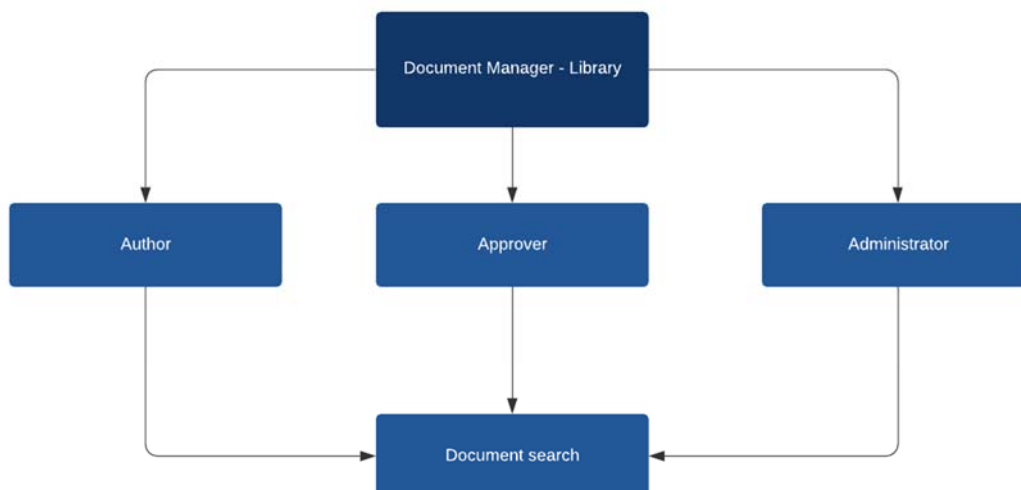 Document Manager - Library
Author
Approver
Administrator
Document search